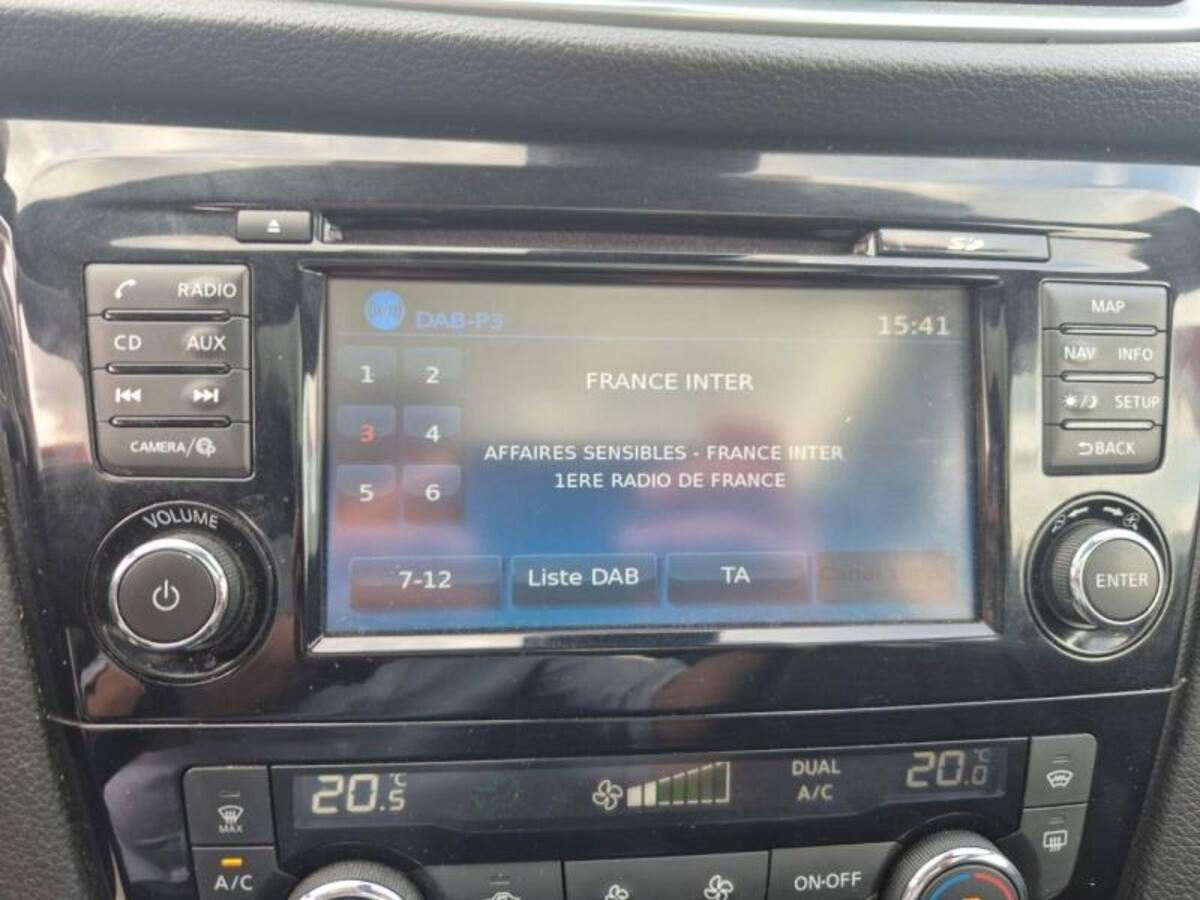 SD
RADIO
CD AUX
CAMERA/
VOLUME
MAP
NAV INFO
SETUP
BACK
ENTER
DAB-P3
15:41
1 2
3 4
5 6
FRANCE INTER
AFFAIRES SENSIBLES - FRANCE INTER
1ERE RADIO DE FRANCE
7-12 Liste DAB TA
20.5 °C
DUAL
A/C
20.0 °C
MAX
A/C
ON·OFF